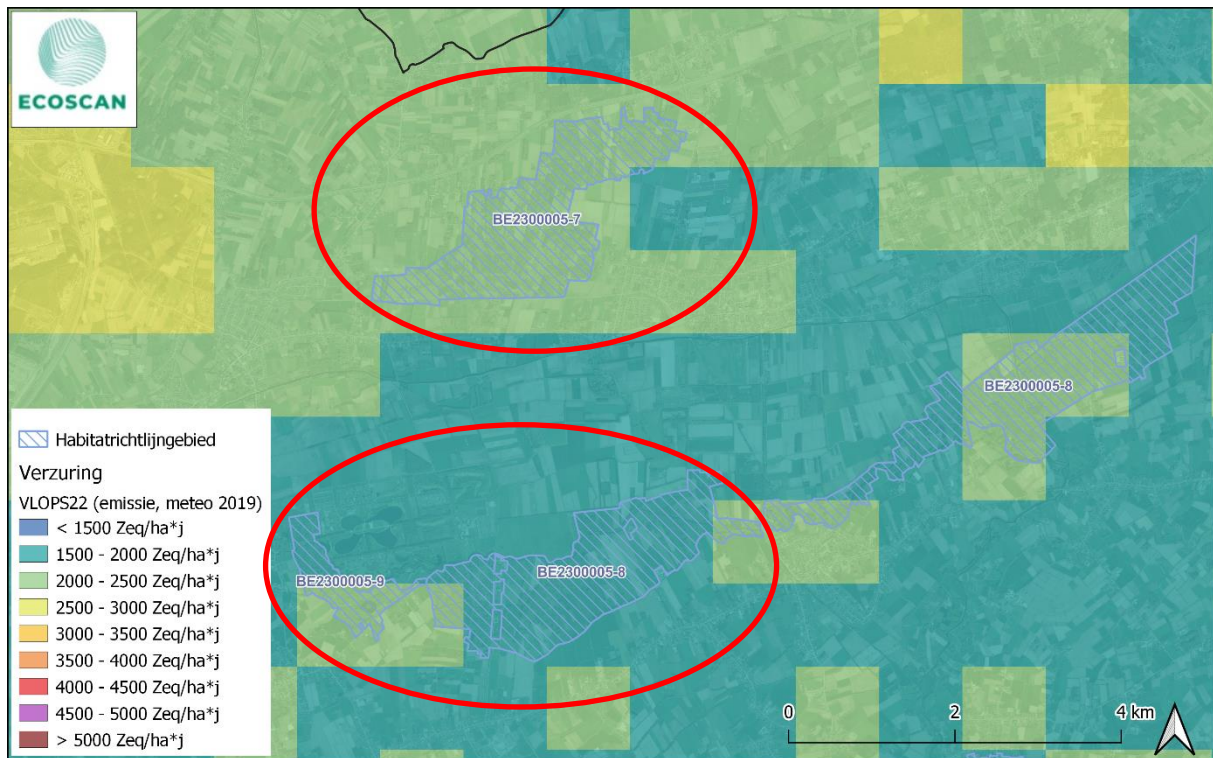 ECOSCAN
BE2300005-7
BE2300005-8
BE2300005-9
BE2300005-8
Habitatrichtlijngebied
Verzuring
VLOPS22 (emissie, meteo 2019)
< 1500 Zeq/ha*j
1500 - 2000 Zeq/ha*j
2000 - 2500 Zeq/ha*j
2500 - 3000 Zeq/ha*j
3000 - 3500 Zeq/ha*j
3500 - 4000 Zeq/ha*j
4000 - 4500 Zeq/ha*j
4500 - 5000 Zeq/ha*j
> 5000 Zeq/ha*j
0 2 4 km